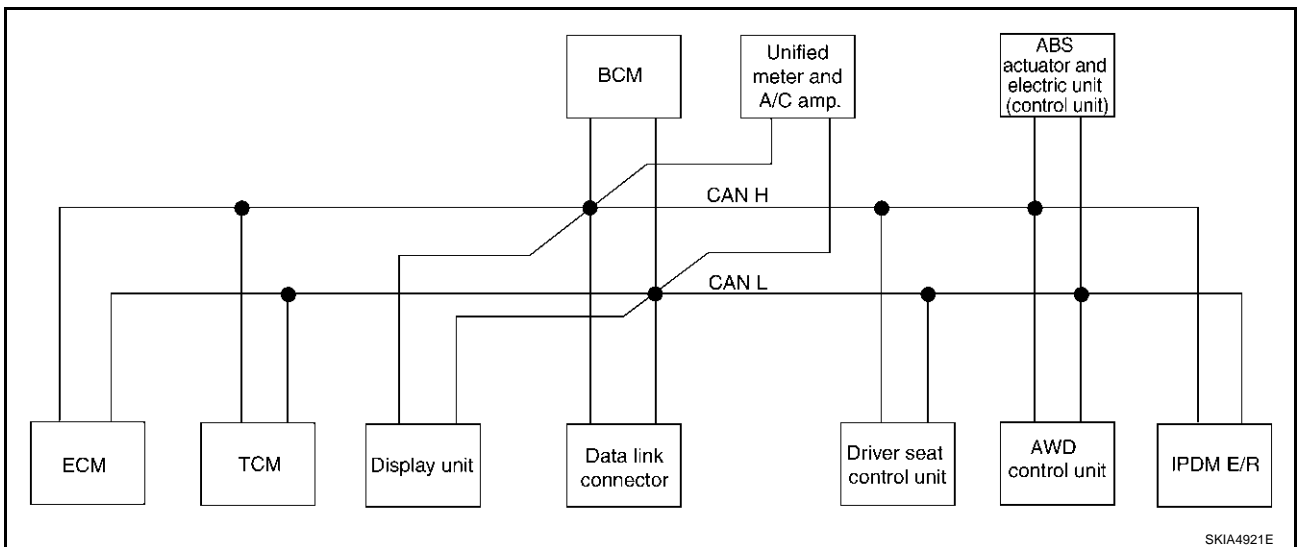 BCM
Unified
meter and
A/C amp.
ABS
actuator and
electric unit
(control unit)
CAN H
CAN L
ECM
TCM
Display unit
Data link
connector
Driver seat
control unit
AWD
control unit
IPDM E/R
SKIA4921E